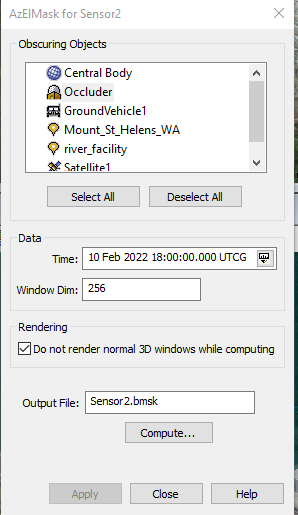 AzElMask for Sensor2
Obscuring Objects
Central Body
Occluder
GroundVehicle1
Mount_St_Helens_WA
river_facility
Satellite1
Select All
Deselect All
Data
Time: 10 Feb 2022 18:00:00.000 UTCG
Window Dim: 256
Rendering
Do not render normal 3D windows while computing
Output File: Sensor2.bmsk
Compute...
Apply
Close
Help